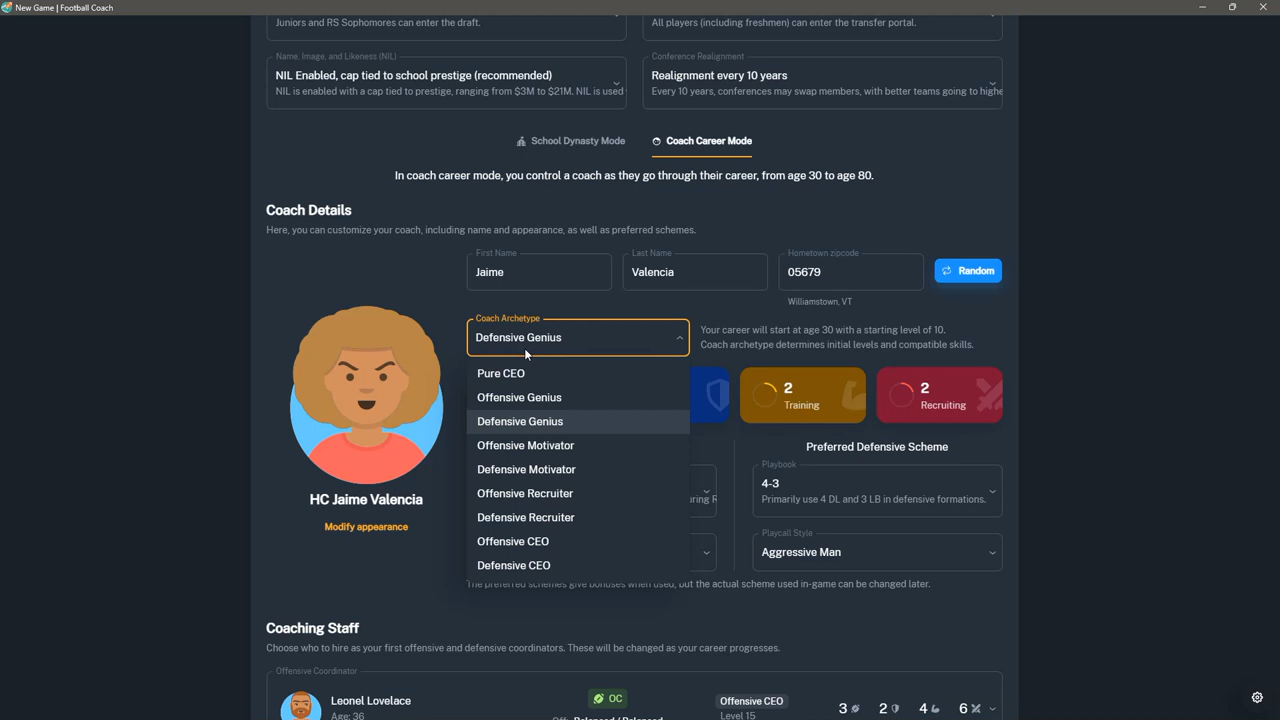 New Game | Football Coach
Juniors and RS Sophomores can enter the draft.
All players (including freshmen) can enter the transfer portal.
Name, Image, and Likeness (NIL)
NIL Enabled, cap tied to school prestige (recommended)
NIL is enabled with a cap tied to prestige, ranging from $3M to $21M. NIL is used
Conference Realignment
Realignment every 10 years
Every 10 years, conferences may swap members, with better teams going to highe
School Dynasty Mode
Coach Career Mode
In coach career mode, you control a coach as they go through their career, from age 30 to age 80.
Coach Details
Here, you can customize your coach, including name and appearance, as well as preferred schemes.
First Name
Jaime
Last Name
Valencia
Hometown zipcode
05679
Williamstown, VT
Random
Coach Archetype
Defensive Genius
Your career will start at age 30 with a starting level of 10.
Coach archetype determines initial levels and compatible skills.
Pure CEO
Offensive Genius
Defensive Genius
Offensive Motivator
Defensive Motivator
Offensive Recruiter
Defensive Recruiter
Offensive CEO
Defensive CEO
2
Training
2
Recruiting
HC Jaime Valencia
Modify appearance
Preferred Defensive Scheme
Playbook
4-3
Primarily use 4 DL and 3 LB in defensive formations.
Playcall Style
Aggressive Man
The preferred schemes give bonuses when used, but the actual scheme used in-game can be changed later.
Coaching Staff
Choose who to hire as your first offensive and defensive coordinators. These will be changed as your career progresses.
Offensive Coordinator
Leonel Lovelace
Age: 36
OC
Off: Balanced / Balanced
Offensive CEO
Level 15
3
2
4
6